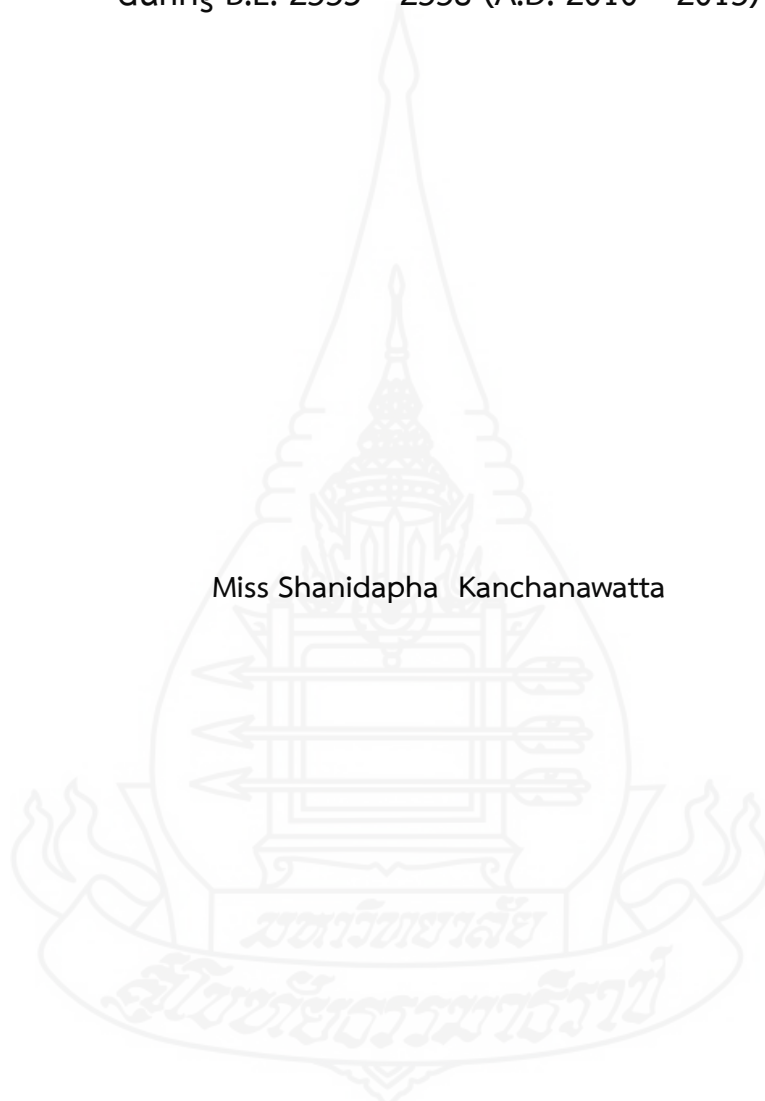 B.E. 2553 – 2558 (A.D. 2010 – 2015)
Miss Shanidapha Kanchanawatta
มหาวิทยาลัย
สุโขทัยธรรมาธิราช